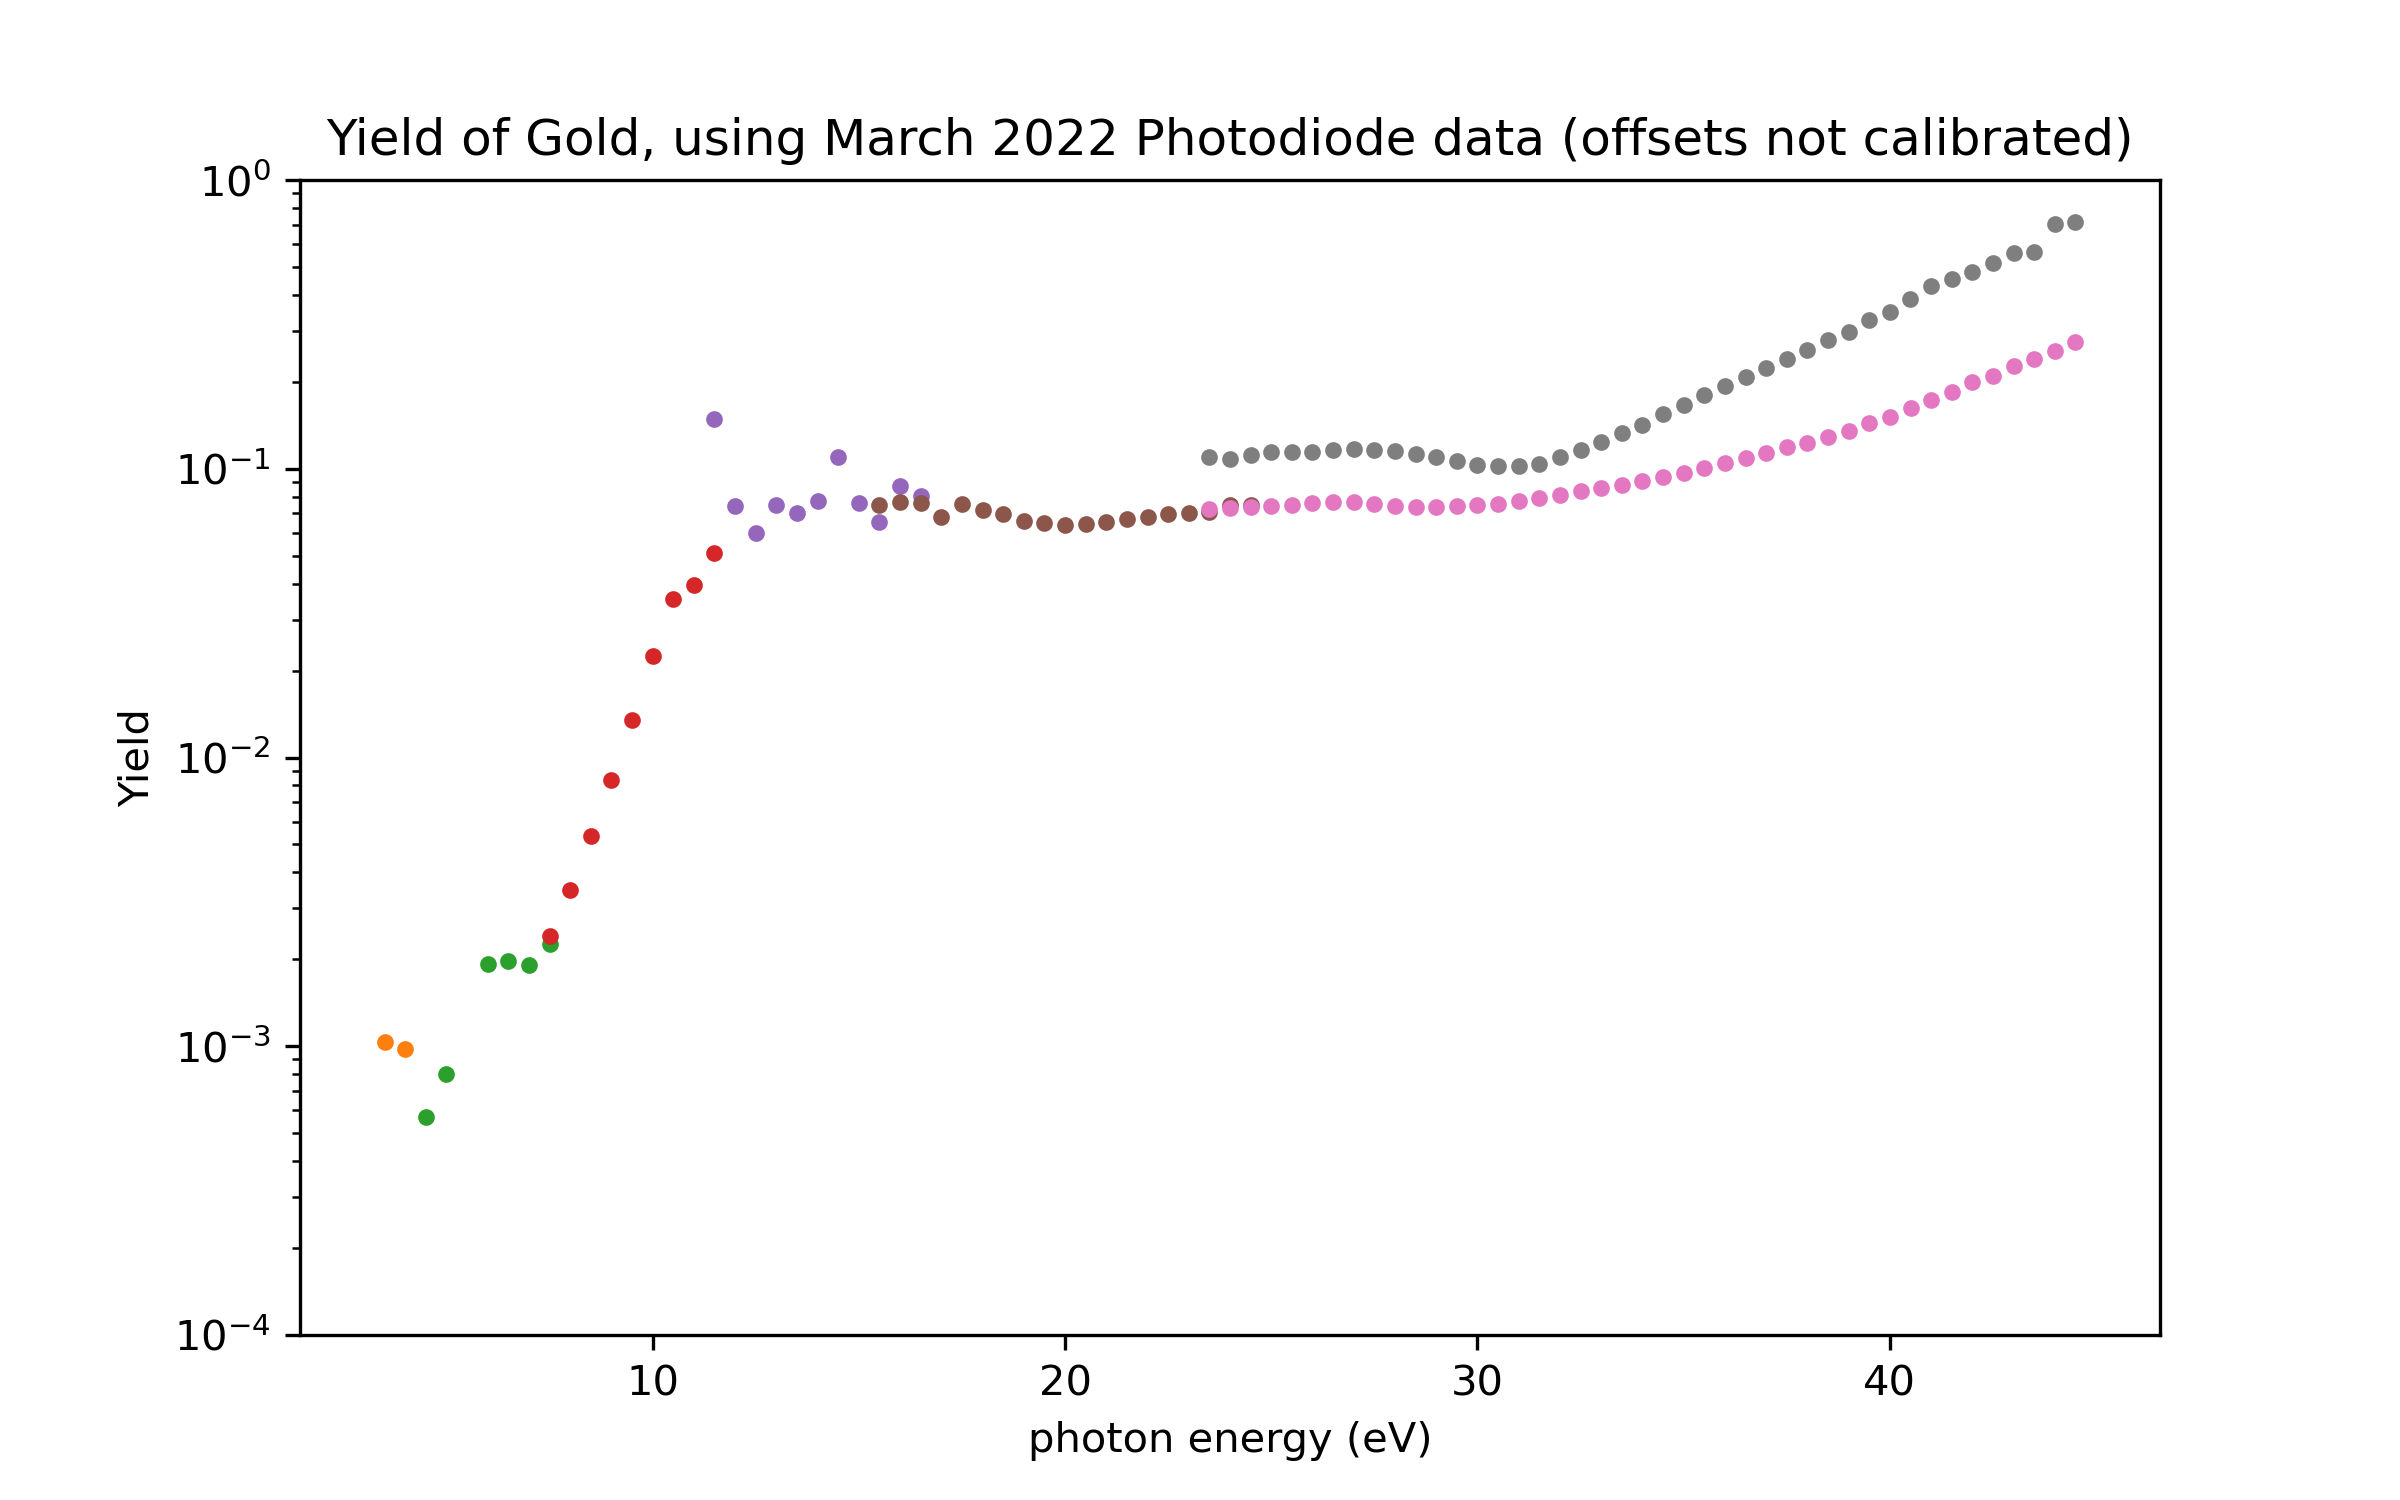 Yield of Gold, using March 2022 Photodiode data (offsets not calibrated)
10⁰
10⁻¹
10⁻²
10⁻³
10⁻⁴
Yield
10 20 30 40
photon energy (eV)